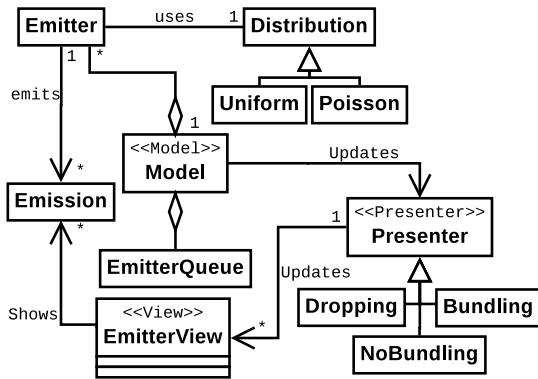 Emitter
uses
1
Distribution
1
*
emits
Uniform
Poisson
1
<<Model>>
Model
Updates
*
Emission
*
1
<<Presenter>>
Presenter
EmitterQueue
Updates
Shows
<<View>>
EmitterView
*
Dropping
Bundling
NoBundling